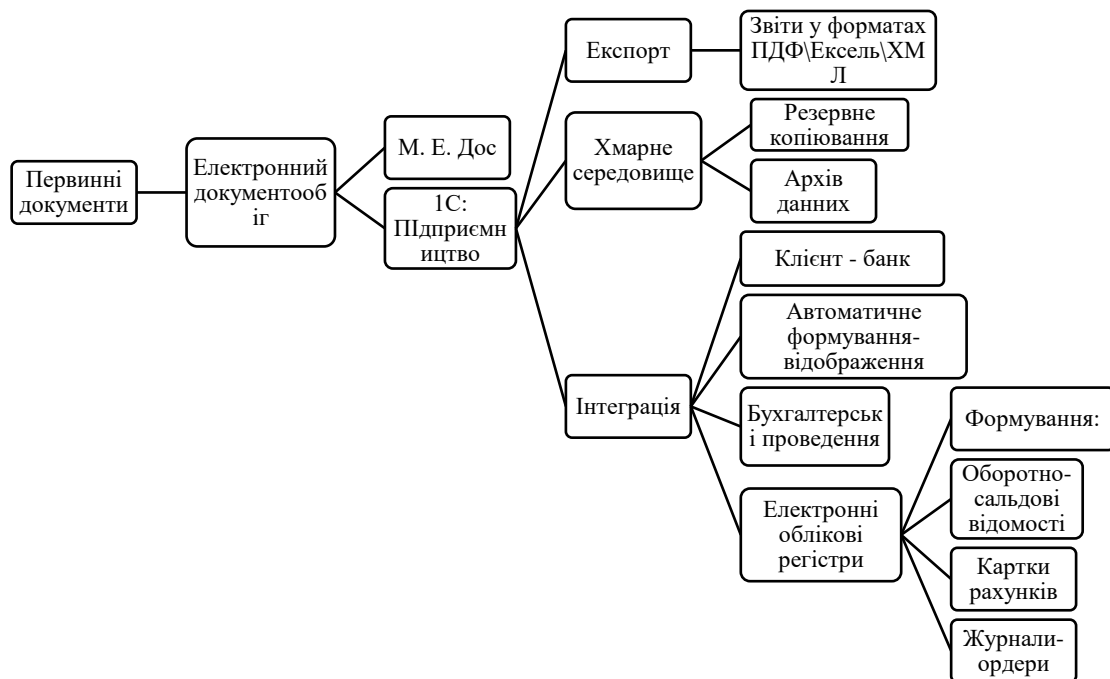 Первинні
документи
Електронний
документооб
іг
М. Е. Дос
1С:
ПІдприємн
ицтво
Експорт
Звіти у форматах
ПДФ\Ексель\ХМ
Л
Хмарне
середовище
Резервне
копіювання
Архів
данних
Інтеграція
Клієнт - банк
Автоматичне
формування-
відображення
Бухгалтерськ
і проведення
Електронні
облікові
регістри
Формування:
Оборотно-
сальдові
відомості
Картки
рахунків
Журнали-
ордери